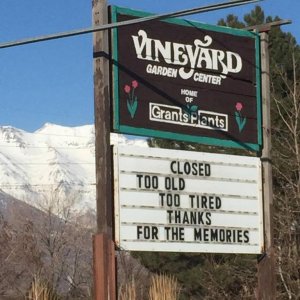 VINEYARD
GARDEN CENTER
HOME
OF
Grants Plants
CLOSED
TOO OLD
TOO TIRED
THANKS
FOR THE MEMORIES